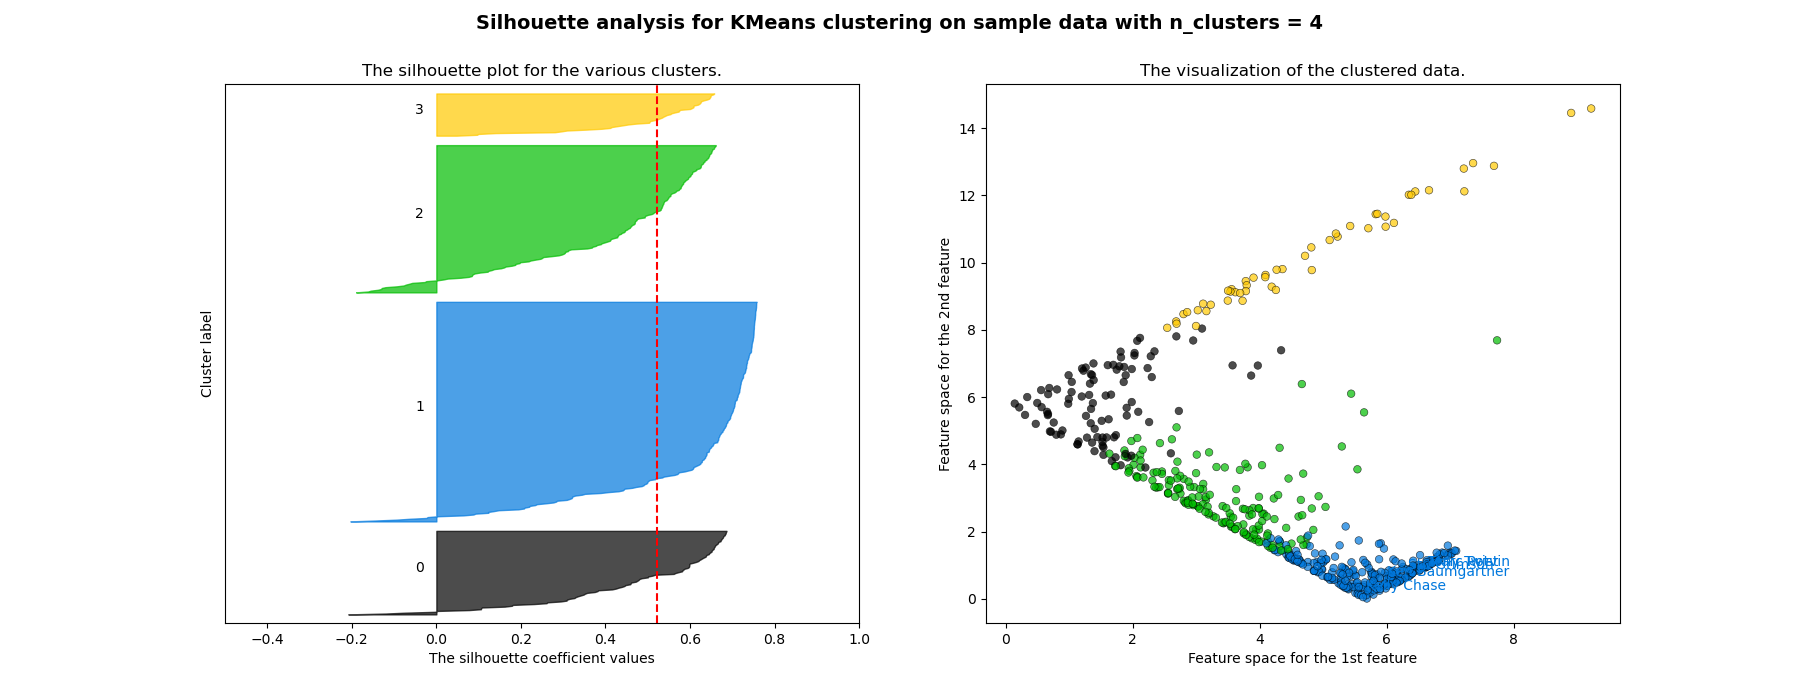 Silhouette analysis for KMeans clustering on sample data with n_clusters = 4
The silhouette plot for the various clusters.
3
2
1
0
Cluster label
−0.4
−0.2
0.0
0.2
0.4
0.6
0.8
1.0
The silhouette coefficient values
The visualization of the clustered data.
14
12
10
8
6
4
2
0
Feature space for the 2nd feature
Baumgartner
Chase
0
2
4
6
8
Feature space for the 1st feature